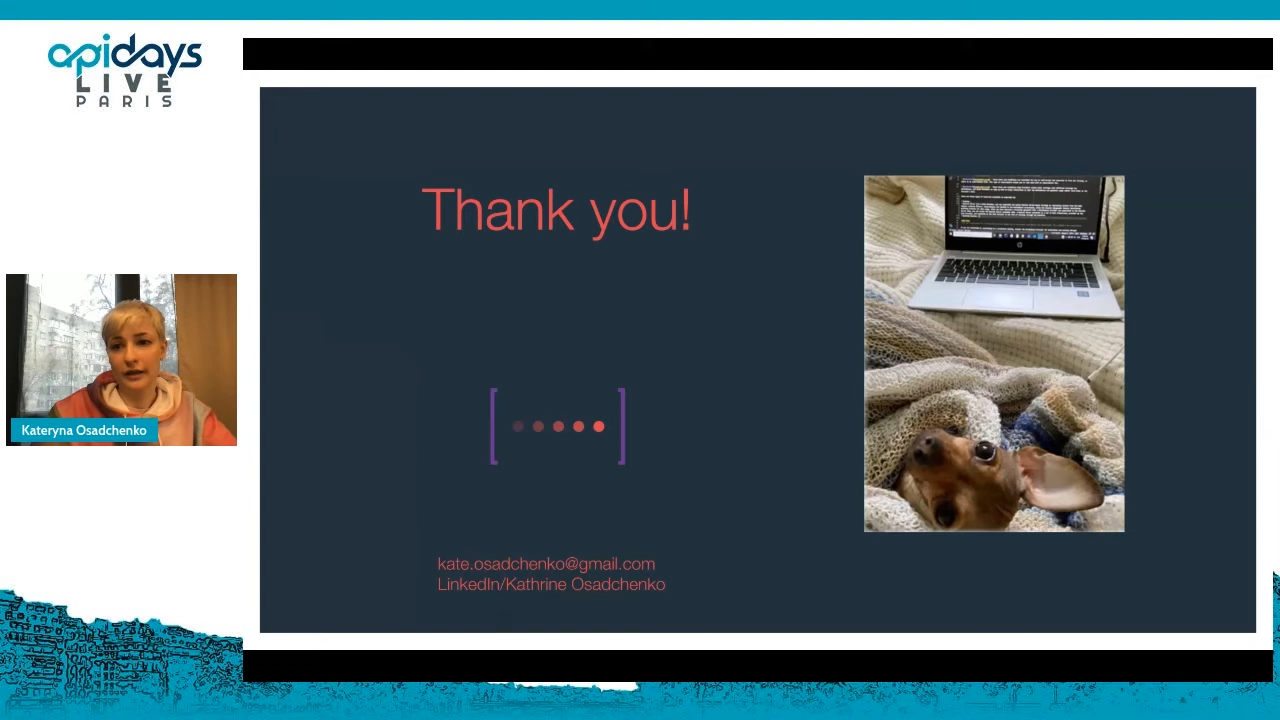 apidays
LIVE
PARIS
Thank you!
Kateryna Osadchenko
kate.osadchenko@gmail.com
LinkedIn/Kathrine Osadchenko